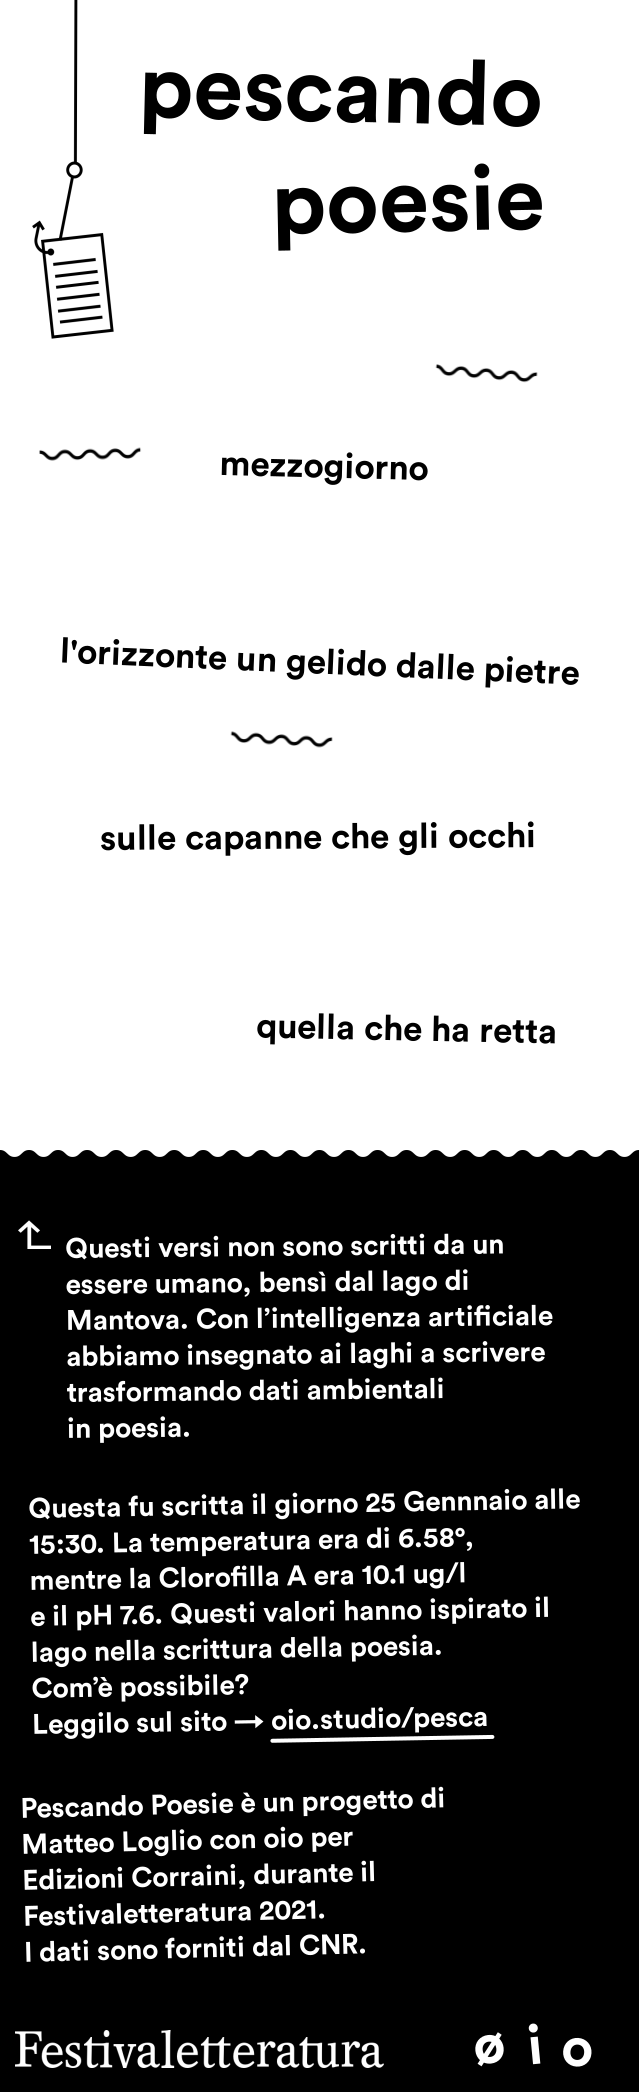 pescando
poesie
mezzogiorno
l'orizzonte un gelido dalle pietre
sulle capanne che gli occhi
quella che ha retta
Questi versi non sono scritti da un
essere umano, bensì dal lago di
Mantova. Con l’intelligenza artificiale
abbiamo insegnato ai laghi a scrivere
trasformando dati ambientali
in poesia.
Questa fu scritta il giorno 25 Gennnaio alle
15:30. La temperatura era di 6.58°,
mentre la Clorofilla A era 10.1 ug/l
e il pH 7.6. Questi valori hanno ispirato il
lago nella scrittura della poesia.
Com’è possibile?
Leggilo sul sito → oio.studio/pesca
Pescando Poesie è un progetto di
Matteo Loglio con oio per
Edizioni Corraini, durante il
Festivaletteratura 2021.
I dati sono forniti dal CNR.
Festivaletteratura ø i o